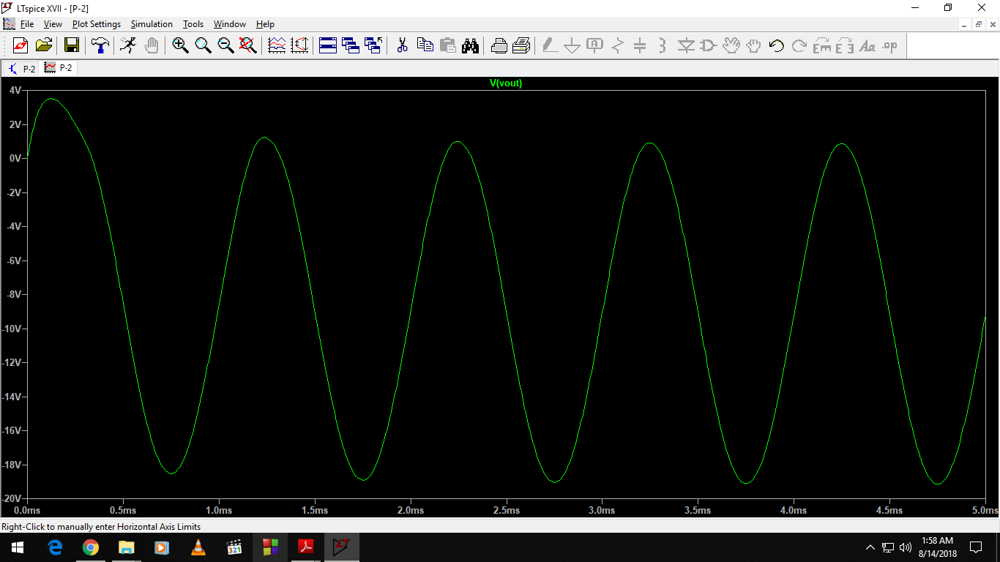 LTspice XVII - [P-2]
File View Plot Settings Simulation Tools Window Help
Aa .op
P-2 P-2
V(vout)
4V
2V
0V
-2V
-4V
-6V
-8V
-10V
-12V
-14V
-16V
-18V
-20V
0.0ms 0.5ms 1.0ms 1.5ms 2.0ms 2.5ms 3.0ms 3.5ms 4.0ms 4.5ms 5.0ms
Right-Click to manually enter Horizontal Axis Limits
321
1:58 AM
8/14/2018